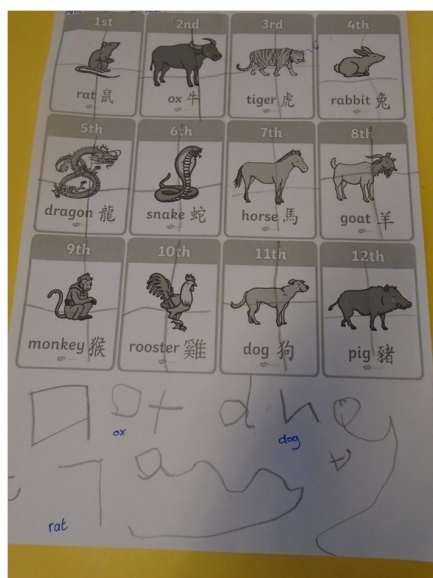 1st 2nd 3rd 4th
rat 鼠 ox 牛 tiger 虎 rabbit 兔
5th 6th 7th 8th
dragon 龍 snake 蛇 horse 馬 goat 羊
9th 10th 11th 12th
monkey 猴 rooster 雞 dog 狗 pig 豬
ox dog
rat